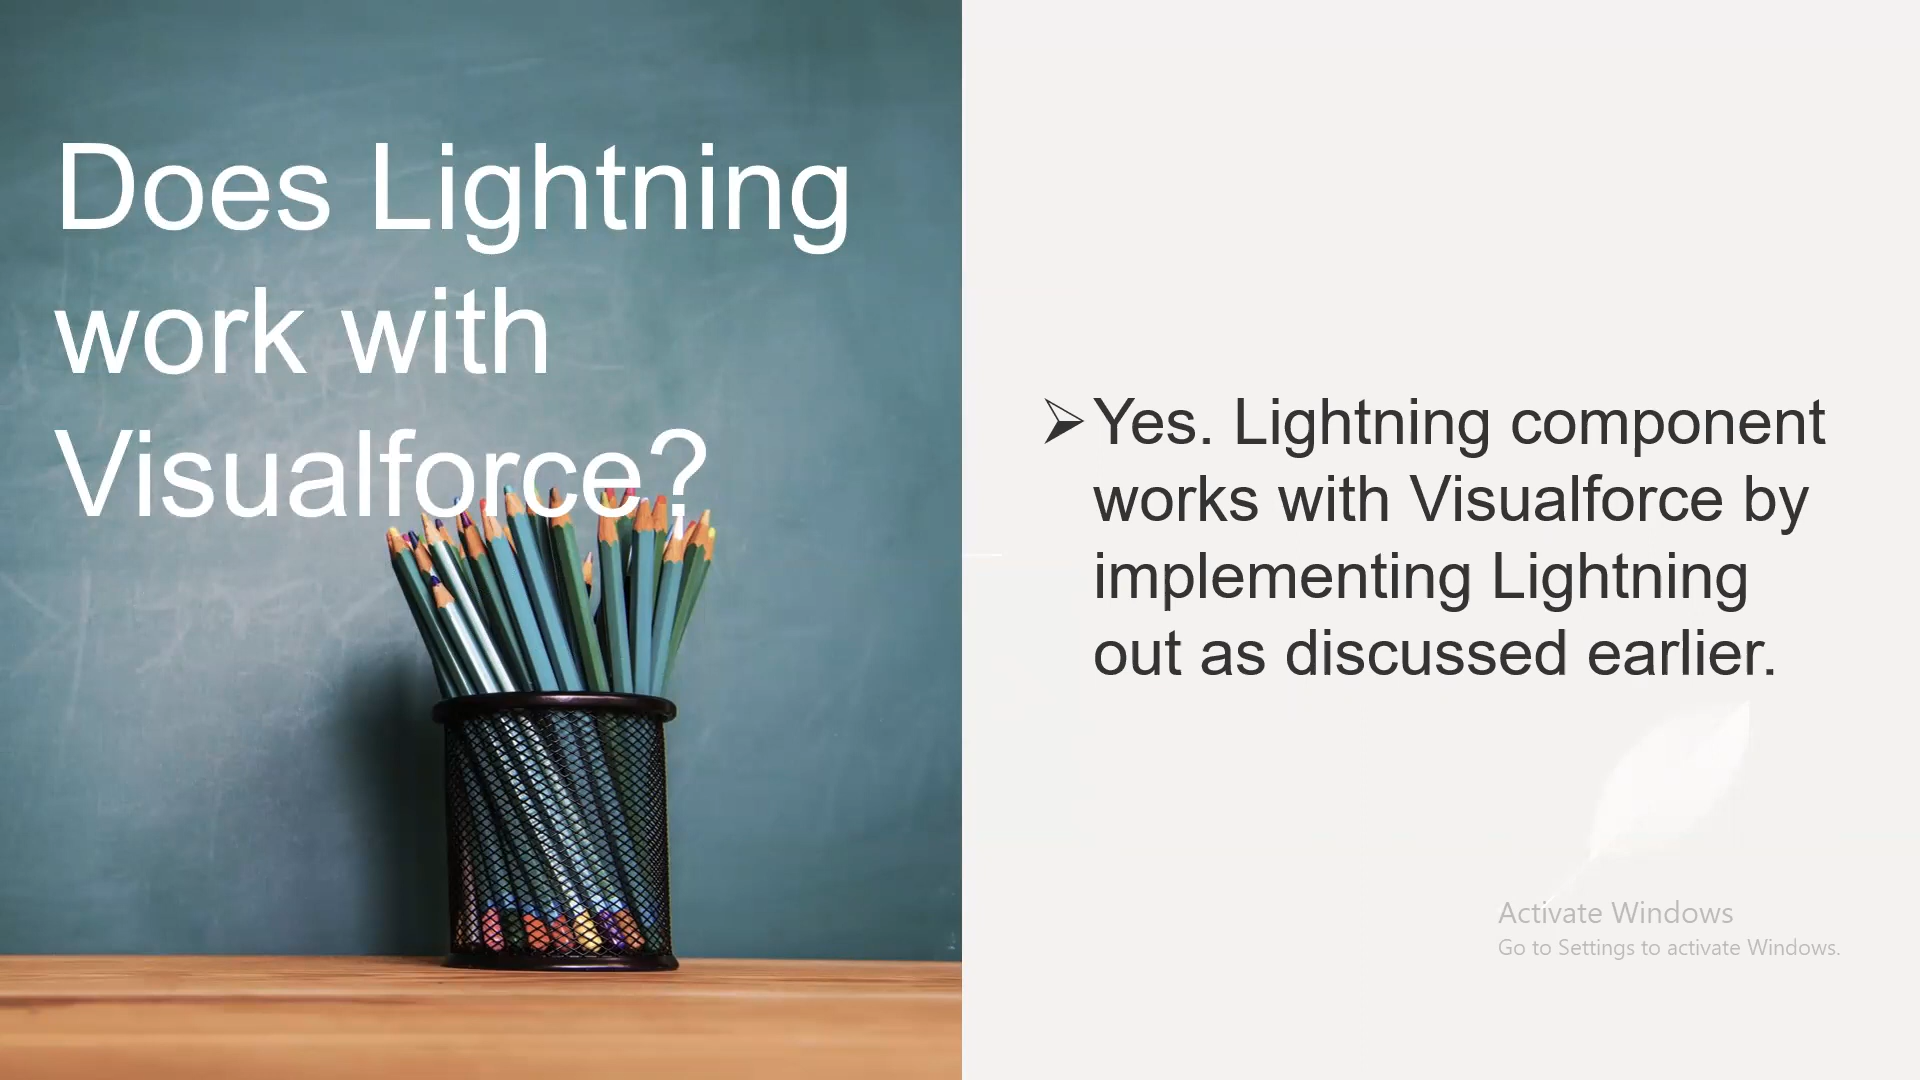 Does Lightning
work with
Visualforce?
Yes. Lightning component
works with Visualforce by
implementing Lightning
out as discussed earlier.
Activate Windows
Go to Settings to activate Windows.